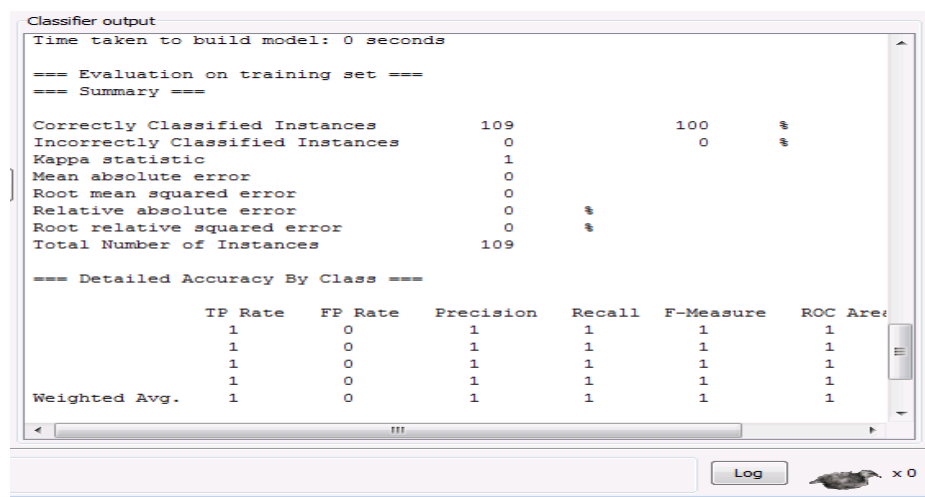 Classifier output
Time taken to build model: 0 seconds
=== Evaluation on training set ===
=== Summary ===
Correctly Classified Instances 109 100 %
Incorrectly Classified Instances 0 0 %
Kappa statistic 1
Mean absolute error 0
Root mean squared error 0
Relative absolute error 0 %
Root relative squared error 0 %
Total Number of Instances 109
=== Detailed Accuracy By Class ===
TP Rate FP Rate Precision Recall F-Measure ROC Area
1 0 1 1 1 1
1 0 1 1 1 1
1 0 1 1 1 1
1 0 1 1 1 1
Weighted Avg. 1 0 1 1 1 1
Log x 0